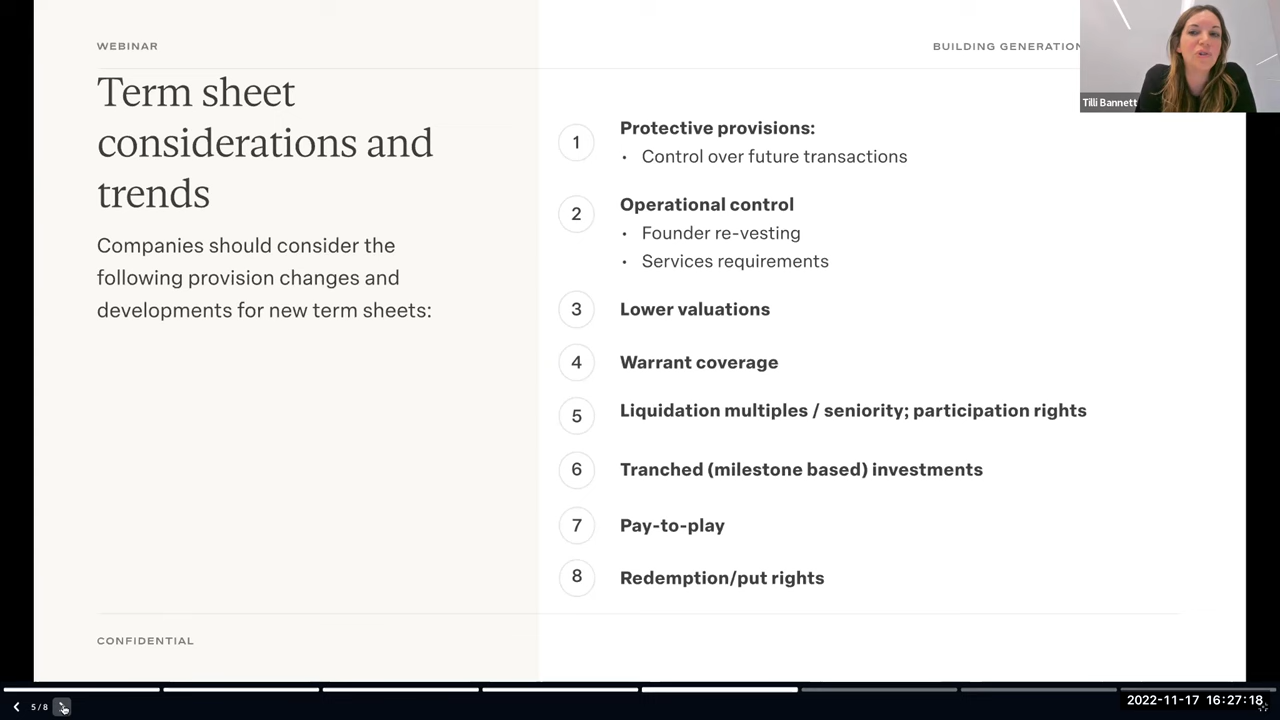 WEBINAR
BUILDING GENERATION
Tilli Bannett
Term sheet
considerations and
trends
Companies should consider the
following provision changes and
developments for new term sheets:
1
Protective provisions:
• Control over future transactions
2
Operational control
• Founder re-vesting
• Services requirements
3 Lower valuations
4 Warrant coverage
5 Liquidation multiples / seniority; participation rights
6 Tranched (milestone based) investments
7 Pay-to-play
8 Redemption/put rights
CONFIDENTIAL
5 / 8
2022-11-17 16:27:18